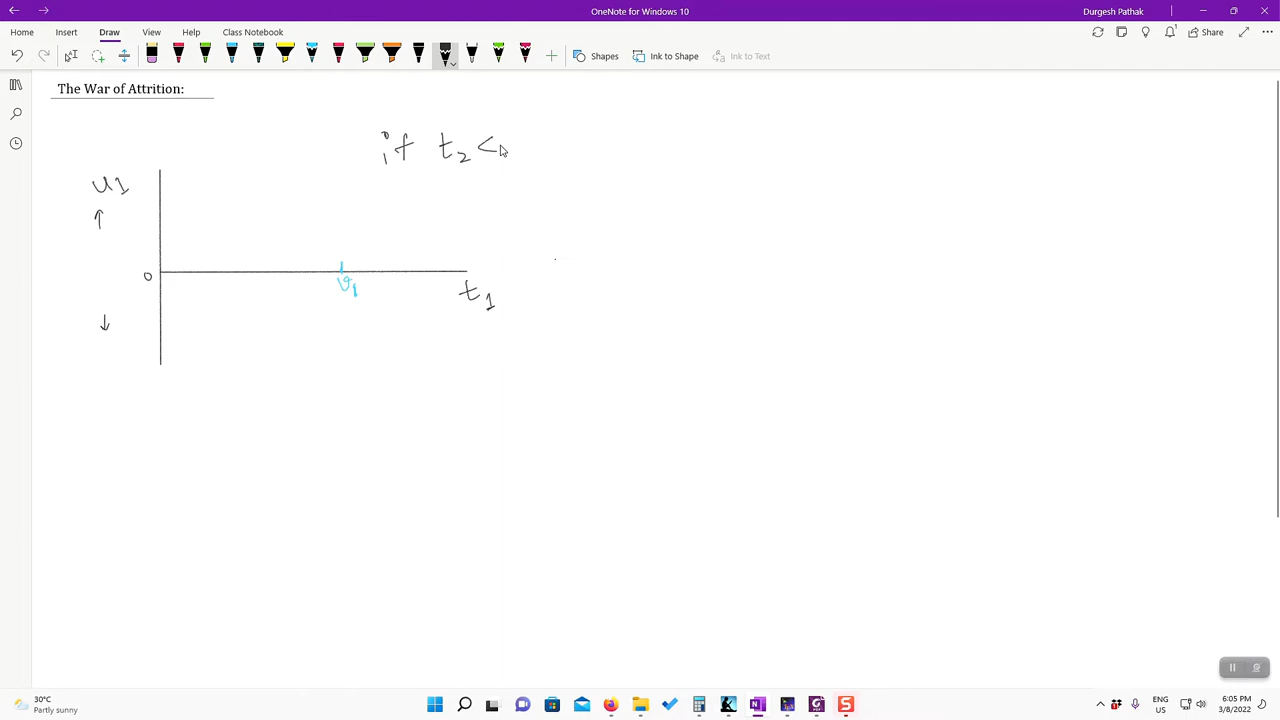 OneNote for Windows 10
Durgesh Pathak
Home Insert Draw View Help Class Notebook
Share
Shapes Ink to Shape Ink to Text
The War of Attrition:
if t₂ <
u₁
↑
0
v₁
t₁
↓
30°C
Partly sunny
ENG
US
6:05 PM
3/8/2022